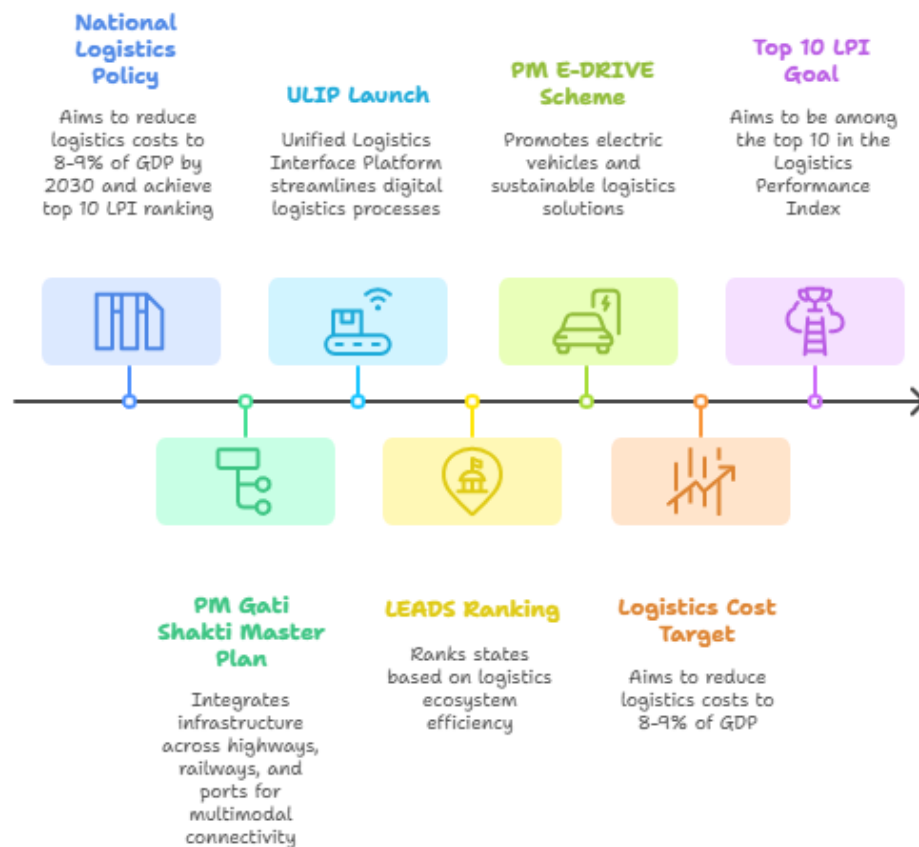 National
Logistics
Policy
Aims to reduce
logistics costs to
8-9% of GDP by
2030 and achieve
top 10 LPI ranking
ULIP Launch
Unified Logistics
Interface Platform
streamlines digital
logistics processes
PM E-DRIVE
Scheme
Promotes electric
vehicles and
sustainable logistics
solutions
Top 10 LPI
Goal
Aims to be among
the top 10 in the
Logistics
Performance
Index
PM Gati
Shakti Master
Plan
Integrates
infrastructure
across highways,
railways, and
ports for
multimodal
connectivity
LEADS Ranking
Ranks states
based on logistics
ecosystem
efficiency
Logistics Cost
Target
Aims to reduce
logistics costs to
8-9% of GDP